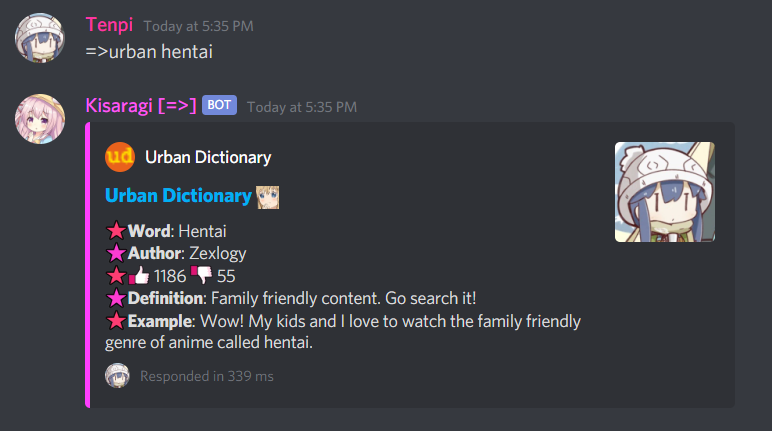 Tenpi Today at 5:35 PM
=>urban hentai
Kisaragi [=>] BOT Today at 5:35 PM
ud Urban Dictionary
Urban Dictionary
Word: Hentai
Author: Zexlogy
1186 55
Definition: Family friendly content. Go search it!
Example: Wow! My kids and I love to watch the family friendly
genre of anime called hentai.
Responded in 339 ms